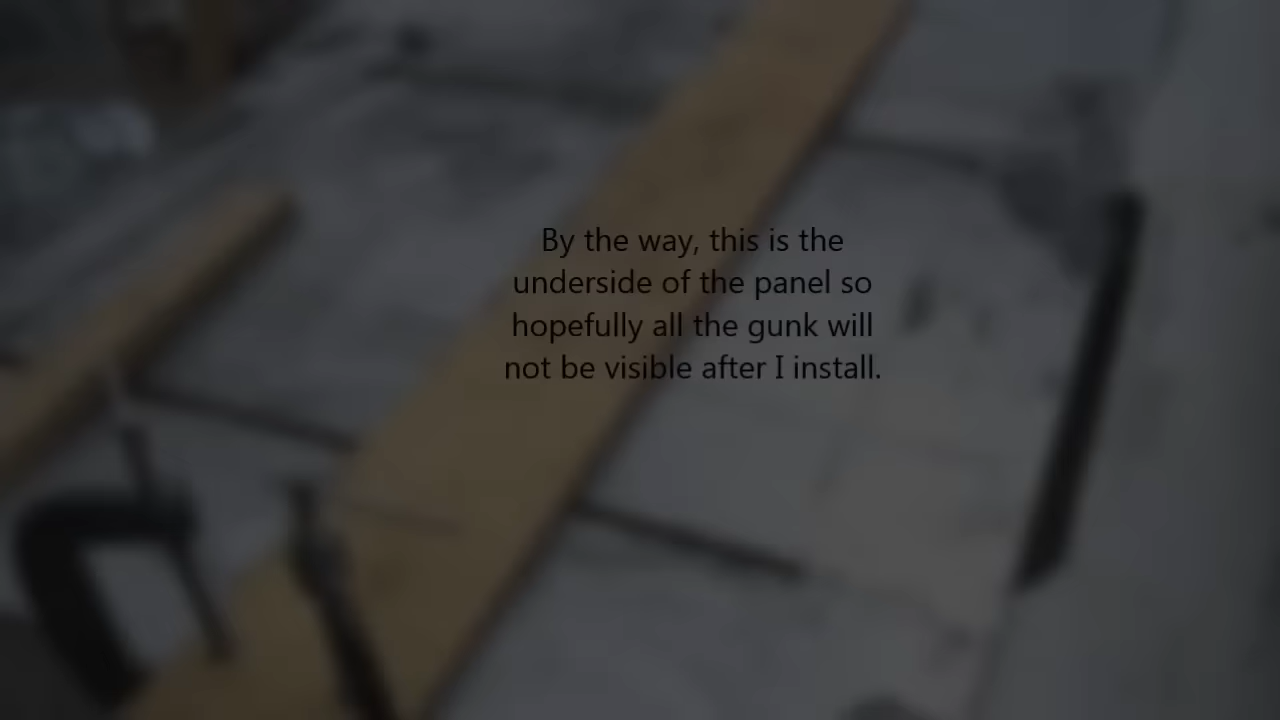 By the way, this is the
underside of the panel so
hopefully all the gunk will
not be visible after I install.